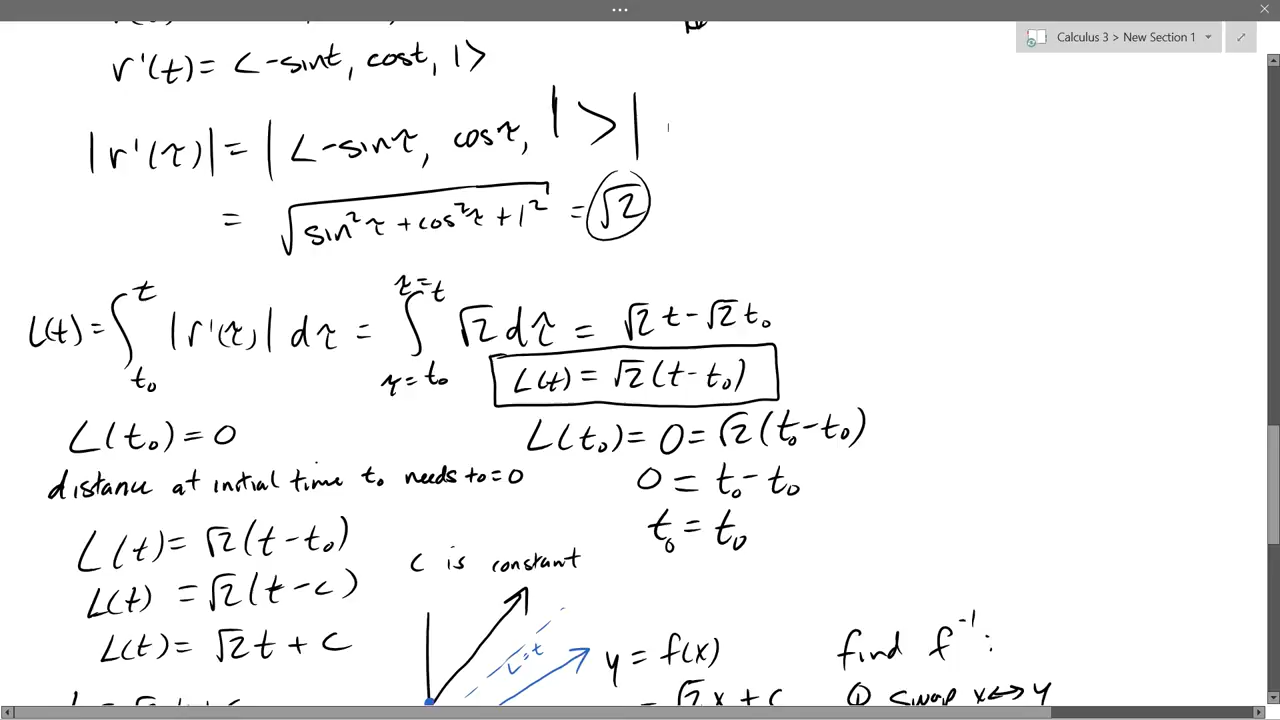 Calculus 3 > New Section 1
r'(t) = <-sint, cost, 1>
|r'(τ)| = |<-sinτ, cosτ, 1>|
= √(sin²τ + cos²τ + 1²) = √2
L(t) = ∫_{t₀}^{t} |r'(τ)| dτ = ∫_{τ=t₀}^{τ=t} √2 dτ = √2 t - √2 t₀
L(t) = √2 (t - t₀)
L(t₀) = 0
L(t₀) = 0 = √2 (t₀ - t₀)
distance at initial time t₀ needs to = 0
0 = t₀ - t₀
t₀ = t₀
L(t) = √2 (t - t₀)
c is constant
L(t) = √2 (t - c)
L(t) = √2 t + c
L=t
y = f(x)
find f⁻¹:
= √2 x + c
① swap x↔y